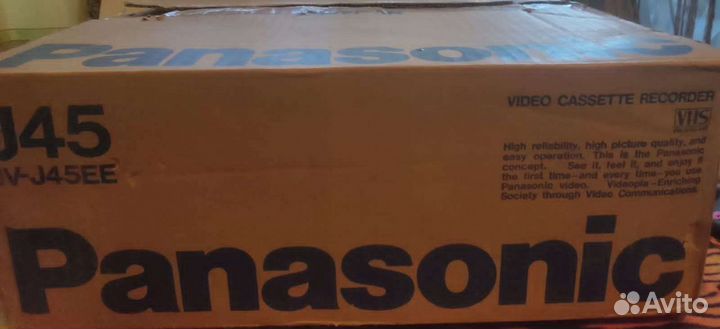 Panasonic
J45
NV-J45EE
VIDEO CASSETTE RECORDER
VHS
High reliability, high picture quality, and
easy operation. This is the Panasonic
concept. See it, feel it, and enjoy it
the first time—and every time—you use
Panasonic video. Videopia—Enriching
Society through Video Communications.
Panasonic
Avito